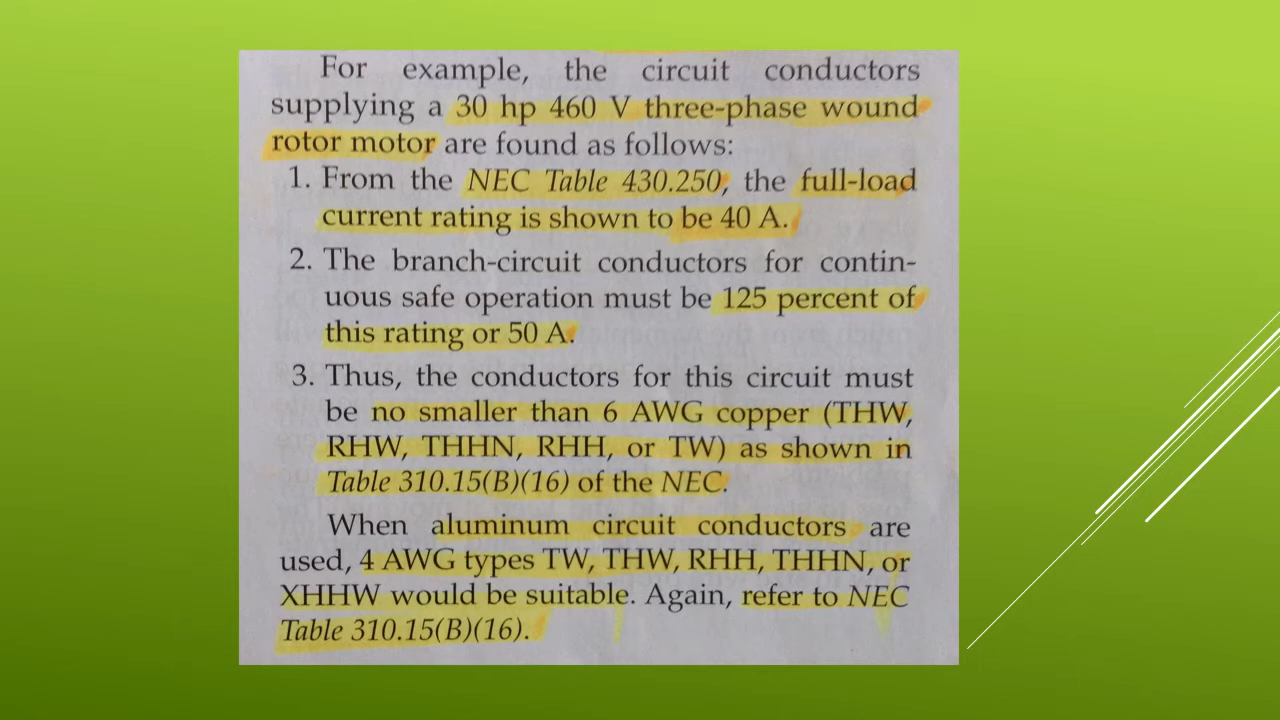 For example, the circuit conductors
supplying a 30 hp 460 V three-phase wound
rotor motor are found as follows:
1. From the NEC Table 430.250, the full-load
current rating is shown to be 40 A.
2. The branch-circuit conductors for contin-
uous safe operation must be 125 percent of
this rating or 50 A.
3. Thus, the conductors for this circuit must
be no smaller than 6 AWG copper (THW,
RHW, THHN, RHH, or TW) as shown in
Table 310.15(B)(16) of the NEC.
When aluminum circuit conductors are
used, 4 AWG types TW, THW, RHH, THHN, or
XHHW would be suitable. Again, refer to NEC
Table 310.15(B)(16).